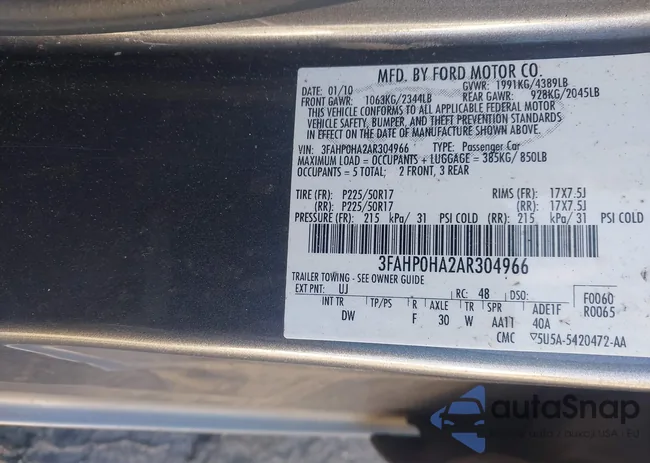 MFD. BY FORD MOTOR CO.
DATE: 01/10 GVWR: 1991KG/4389LB
FRONT GAWR: 1063KG/2344LB REAR GAWR: 928KG/2045LB
THIS VEHICLE CONFORMS TO ALL APPLICABLE FEDERAL MOTOR
VEHICLE SAFETY, BUMPER, AND THEFT PREVENTION STANDARDS
IN EFFECT ON THE DATE OF MANUFACTURE SHOWN ABOVE.
VIN: 3FAHP0HA2AR304966 TYPE: Passenger Car
MAXIMUM LOAD = OCCUPANTS + LUGGAGE = 385KG/850LB
OCCUPANTS = 5 TOTAL; 2 FRONT, 3 REAR
TIRE (FR): P225/50R17 RIMS (FR): 17X7.5J
(RR): P225/50R17 (RR): 17X7.5J
PRESSURE (FR): 215 kPa/ 31 PSI COLD (RR): 215 kPa/ 31 PSI COLD
3FAHP0HA2AR304966
TRAILER TOWING - SEE OWNER GUIDE
EXT PNT: UJ RC: 48 DSO: F0060
INT TR TP/PS R AXLE TR SPR ADE1F R0065
DW F 30 W AA11 40A
CMC ▽5U5A-5420472-AA
autoSnap